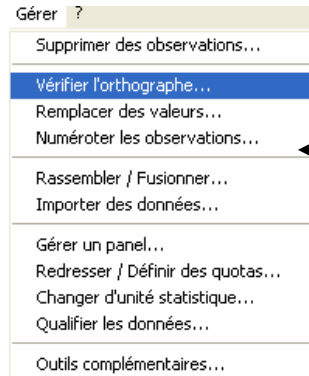 Gérer ?
Supprimer des observations...
Vérifier l'orthographe...
Remplacer des valeurs...
Numéroter les observations...
Rassembler / Fusionner...
Importer des données...
Gérer un panel...
Redresser / Définir des quotas...
Changer d'unité statistique...
Qualifier les données...
Outils complémentaires...